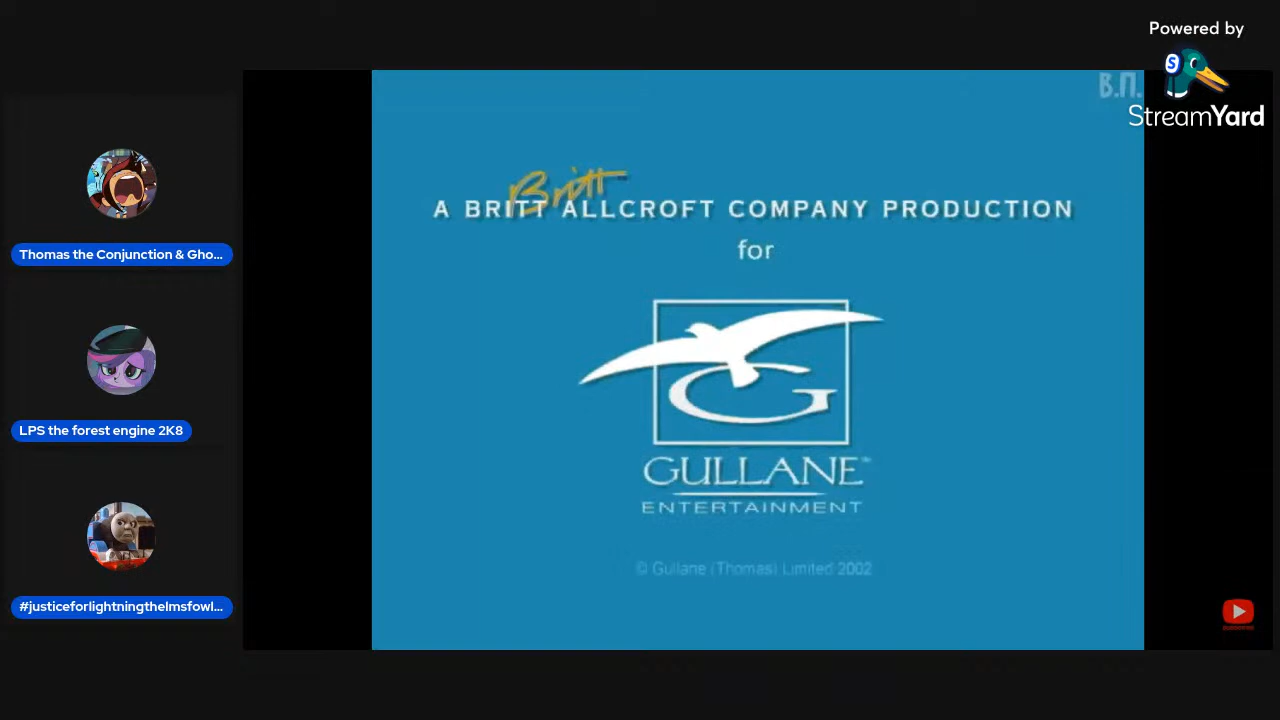 Powered by
StreamYard
В.П.
Britt
A BRITT ALLCROFT COMPANY PRODUCTION
for
G
GULLANE™
ENTERTAINMENT
© Gullane (Thomas) Limited 2002
Thomas the Conjunction & Gho...
LPS the forest engine 2K8
#justiceforlightningthelmsfowl...